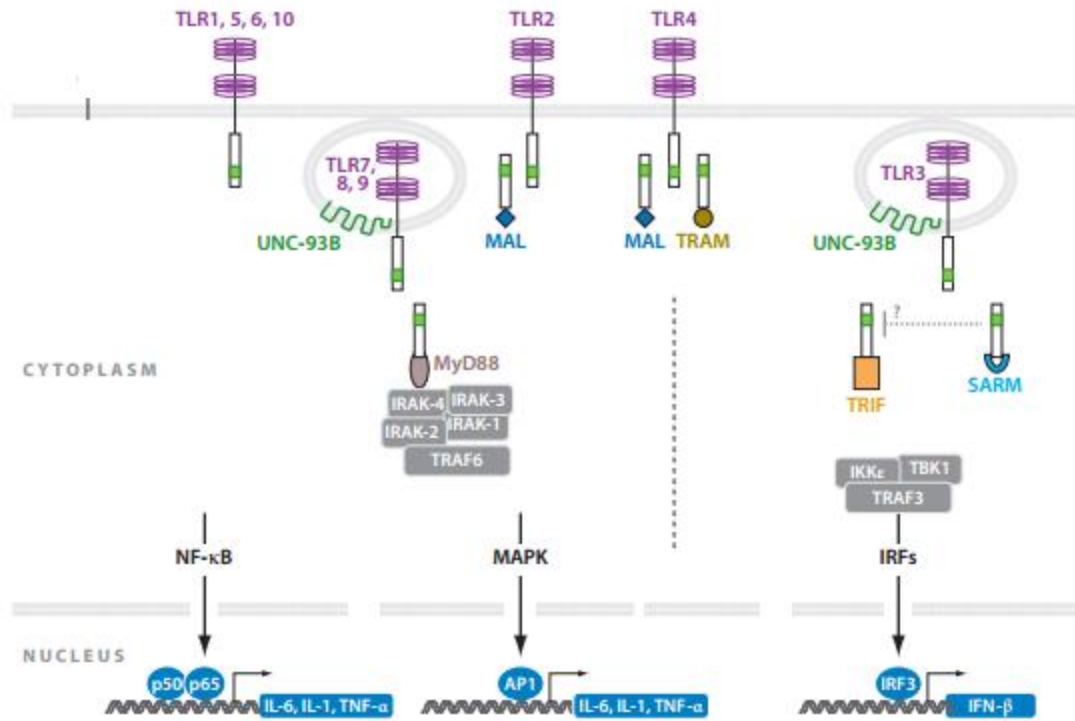 TLR1, 5, 6, 10
TLR2
TLR4
TLR7,
8, 9
TLR3
UNC-93B
MAL
MAL
TRAM
UNC-93B
?
CYTOPLASM
MyD88
TRIF
SARM
IRAK-4
IRAK-3
IRAK-2
IRAK-1
TRAF6
IKKε
TBK1
TRAF3
NF-κB
MAPK
IRFs
NUCLEUS
p50
p65
AP1
IRF3
IL-6, IL-1, TNF-α
IL-6, IL-1, TNF-α
IFN-β